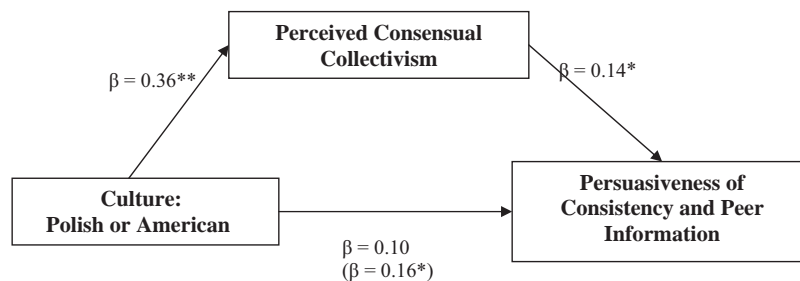 Perceived Consensual
Collectivism
β = 0.36**
β = 0.14*
Culture:
Polish or American
Persuasiveness of
Consistency and Peer
Information
β = 0.10
(β = 0.16*)